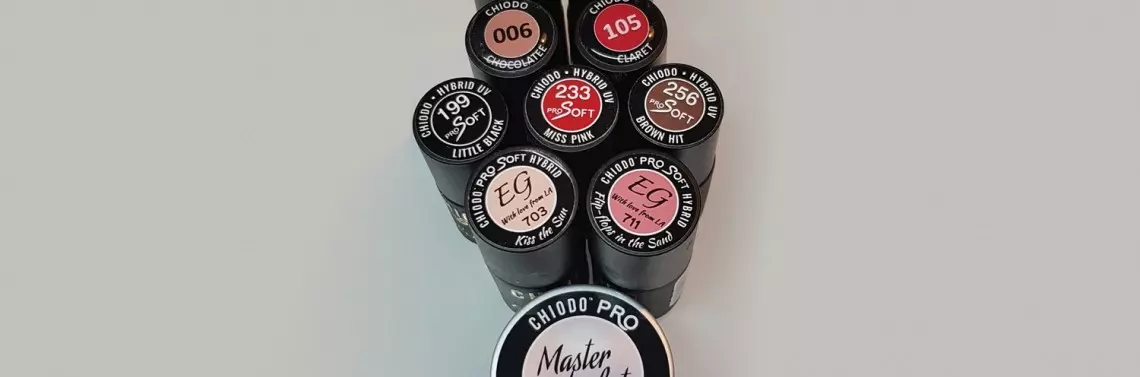 CHIODO
006
CHOCOLATEE
CHIODO
105
CLARET
CHIODO • HYBRID UV
199
PRO SOFT
LITTLE BLACK
CHIODO • HYBRID UV
233
PRO SOFT
MISS PINK
CHIODO • HYBRID UV
256
PRO SOFT
BROWN HIT
CHIODO PRO SOFT HYBRID
EG
With love from LA
703
Kiss the Sun
CHIODO PRO SOFT HYBRID
EG
With love from LA
711
Flip-flops in the Sand
CHIODO™ PRO
Master